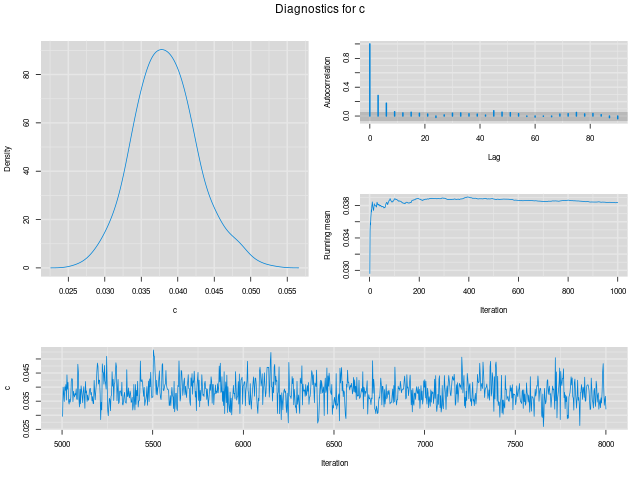 Diagnostics for c
Density
0 20 40 60 80
0.025 0.030 0.035 0.040 0.045 0.050 0.055
c
Autocorrelation
0.0 0.4 0.8
0 20 40 60 80
Lag
Running mean
0.030 0.034 0.038
0 200 400 600 800 1000
Iteration
c
0.025 0.035 0.045
5000 5500 6000 6500 7000 7500 8000
Iteration